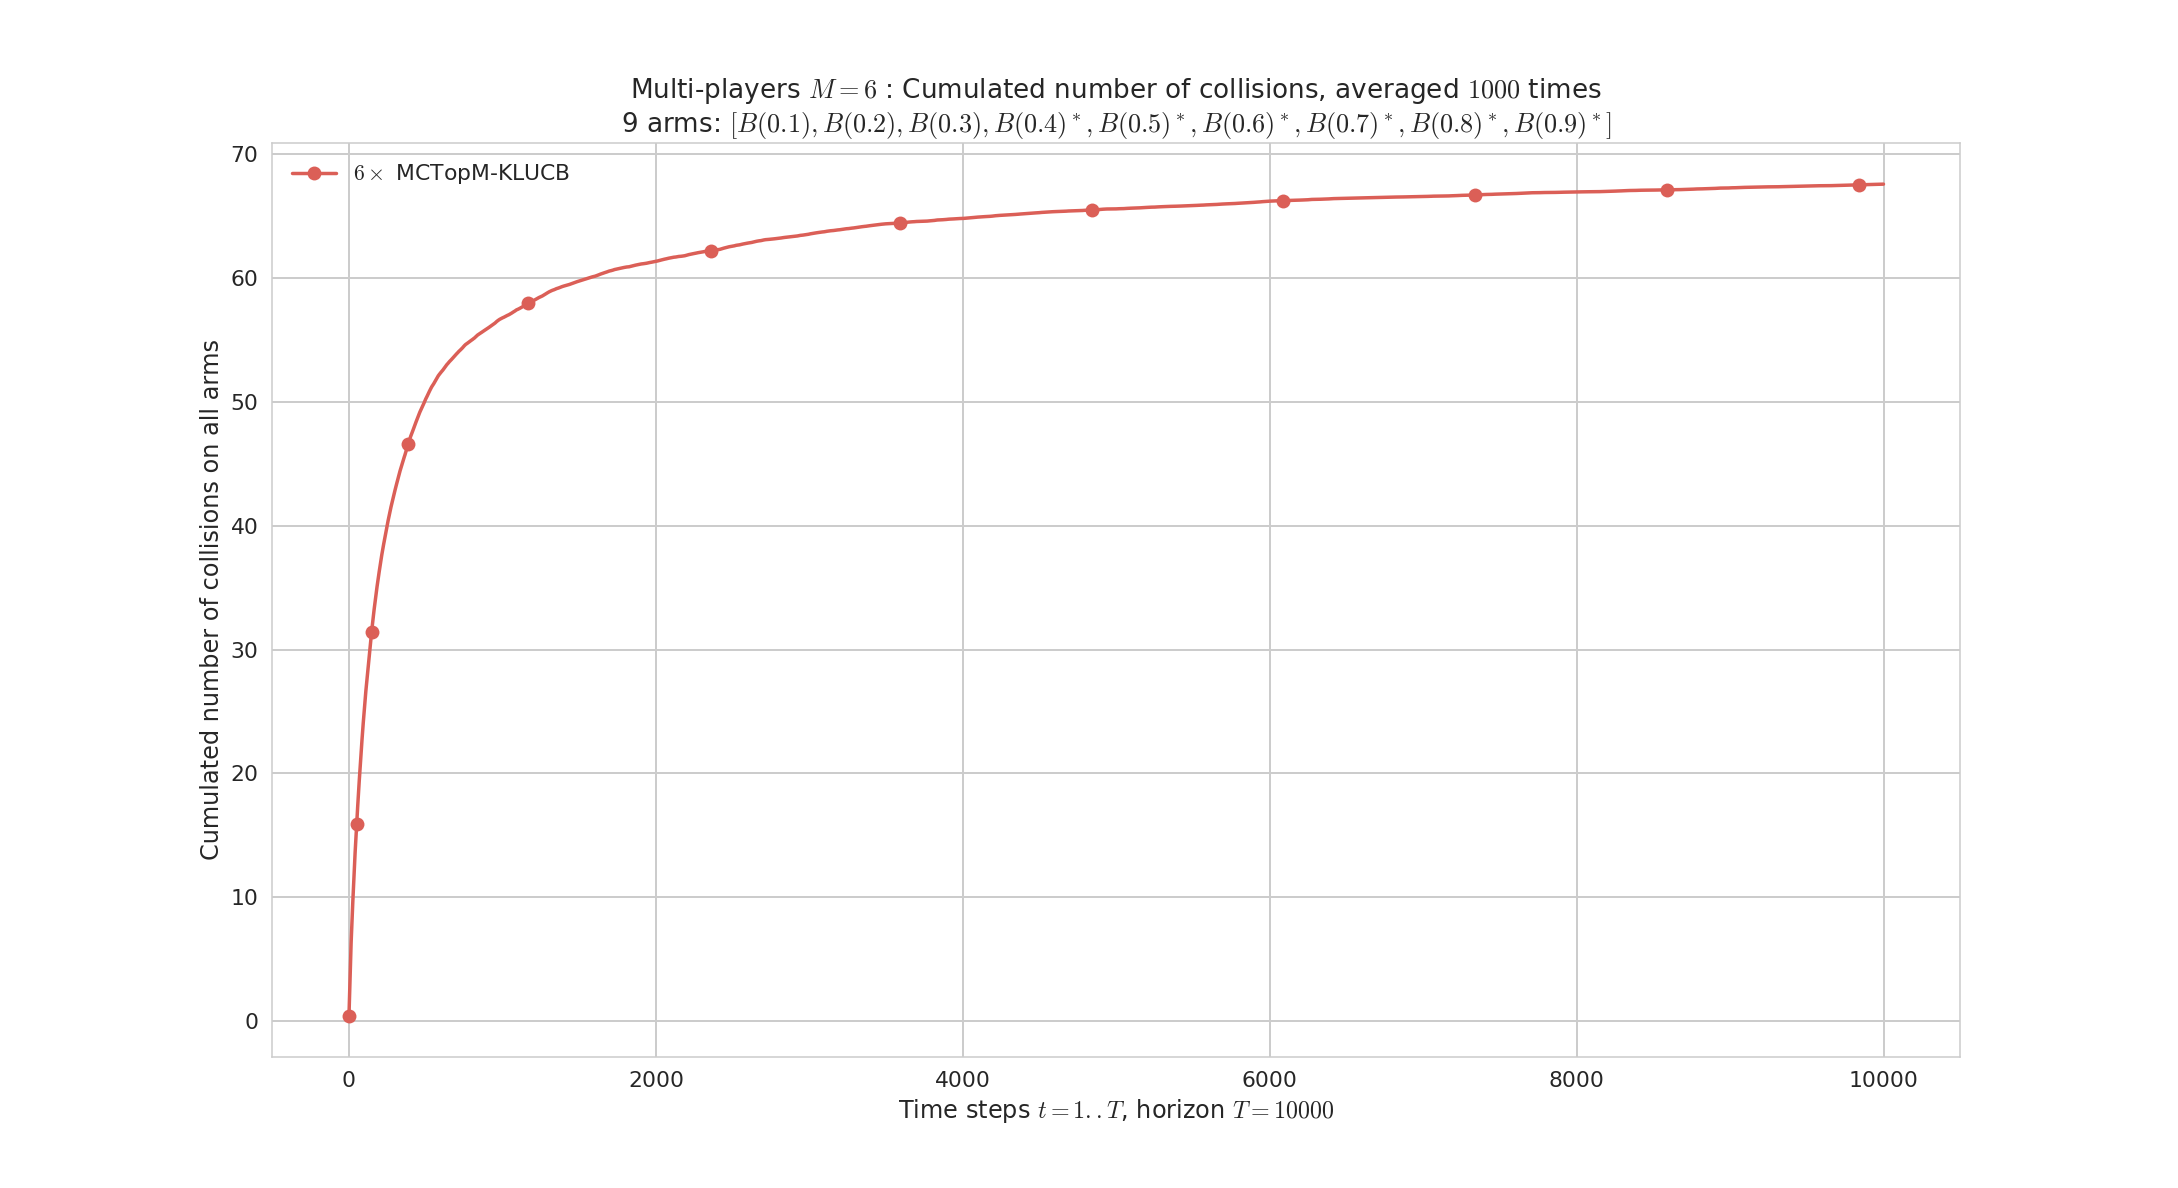 Multi-players M = 6 : Cumulated number of collisions, averaged 1000 times
9 arms: [B(0.1), B(0.2), B(0.3), B(0.4)*, B(0.5)*, B(0.6)*, B(0.7)*, B(0.8)*, B(0.9)*]
6× MCTopM-KLUCB
Cumulated number of collisions on all arms
70
60
50
40
30
20
10
0
0 2000 4000 6000 8000 10000
Time steps t = 1..T, horizon T = 10000